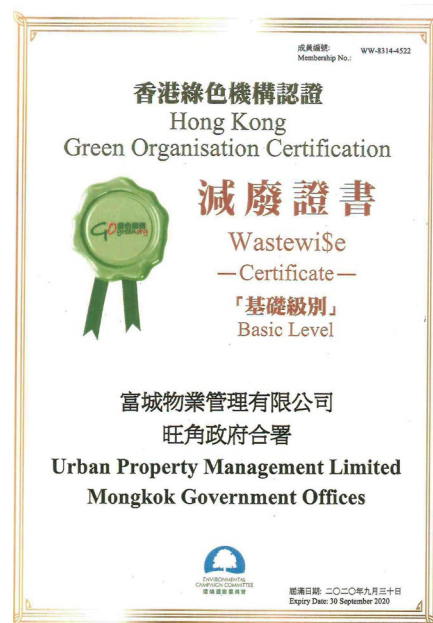 成員編號: WW-8314-4522
Membership No.:
香港綠色機構認證
Hong Kong
Green Organisation Certification
減廢證書
Wastewi$e
—Certificate—
「基礎級別」
Basic Level
富城物業管理有限公司
旺角政府合署
Urban Property Management Limited
Mongkok Government Offices
ENVIRONMENTAL
CAMPAIGN COMMITTEE
環境運動委員會
屆滿日期: 二〇二〇年九月三十日
Expiry Date: 30 September 2020